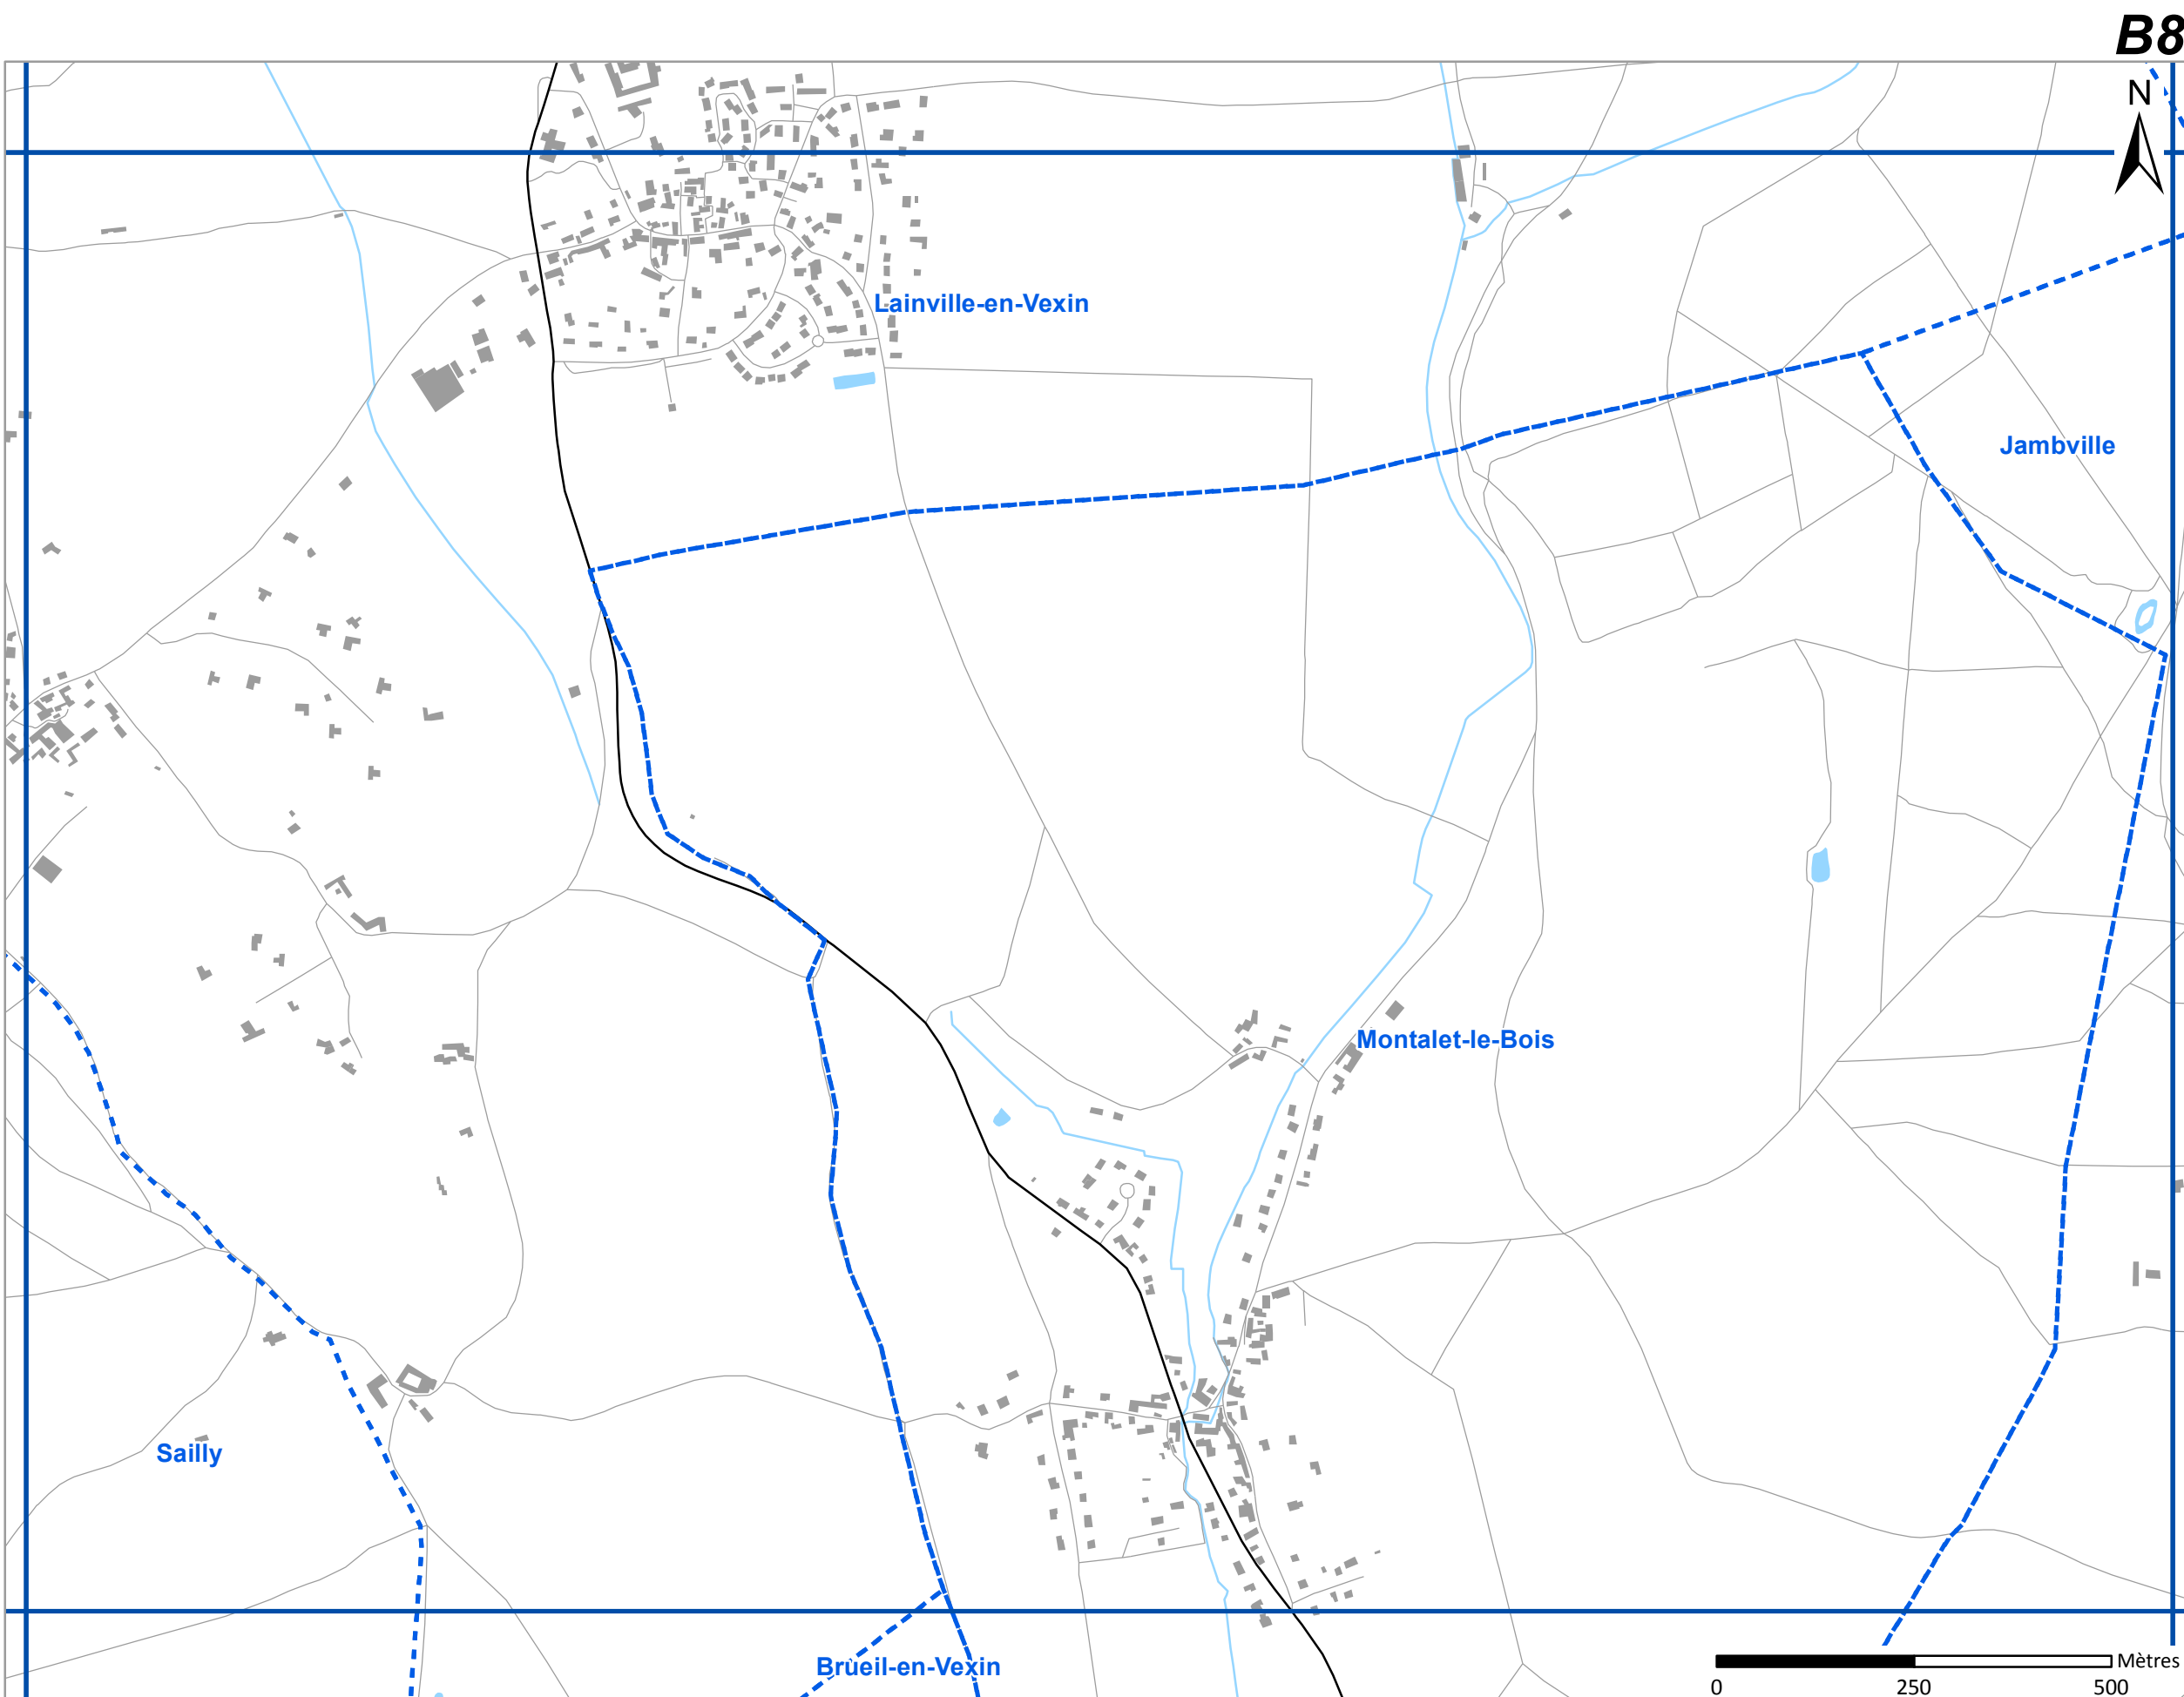 B8
N
Lainville-en-Vexin
Jambville
Montalet-le-Bois
Sailly
Brueil-en-Vexin
Mètres
0 250 500